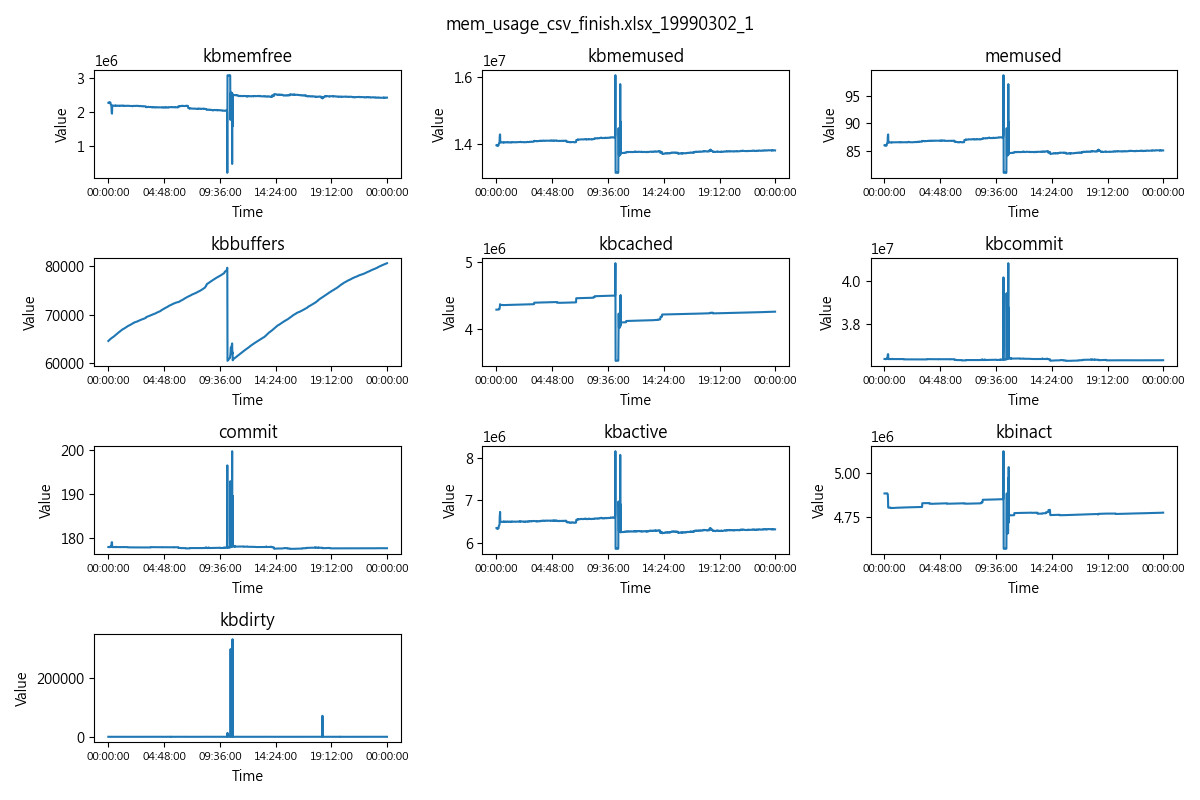 mem_usage_csv_finish.xlsx_19990302_1
kbmemfree
1e6
3
2
1
Value
00:00:00 04:48:00 09:36:00 14:24:00 19:12:00 00:00:00
Time
kbmemused
1e7
1.6
1.4
Value
00:00:00 04:48:00 09:36:00 14:24:00 19:12:00 00:00:00
Time
memused
95
90
85
Value
00:00:00 04:48:00 09:36:00 14:24:00 19:12:00 00:00:00
Time
kbbuffers
80000
70000
60000
Value
00:00:00 04:48:00 09:36:00 14:24:00 19:12:00 00:00:00
Time
kbcached
1e6
5
4
Value
00:00:00 04:48:00 09:36:00 14:24:00 19:12:00 00:00:00
Time
kbcommit
1e7
4.0
3.8
Value
00:00:00 04:48:00 09:36:00 14:24:00 19:12:00 00:00:00
Time
commit
200
190
180
Value
00:00:00 04:48:00 09:36:00 14:24:00 19:12:00 00:00:00
Time
kbactive
1e6
8
7
6
Value
00:00:00 04:48:00 09:36:00 14:24:00 19:12:00 00:00:00
Time
kbinact
1e6
5.00
4.75
Value
00:00:00 04:48:00 09:36:00 14:24:00 19:12:00 00:00:00
Time
kbdirty
200000
0
Value
00:00:00 04:48:00 09:36:00 14:24:00 19:12:00 00:00:00
Time